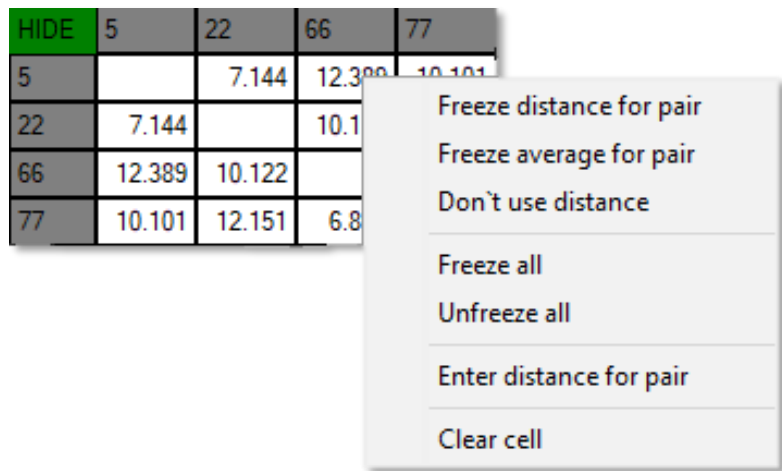 HIDE 5 22 66 77
5 7.144 12.389 10.101
22 7.144 10.1
66 12.389 10.122
77 10.101 12.151 6.8
Freeze distance for pair
Freeze average for pair
Don`t use distance
Freeze all
Unfreeze all
Enter distance for pair
Clear cell